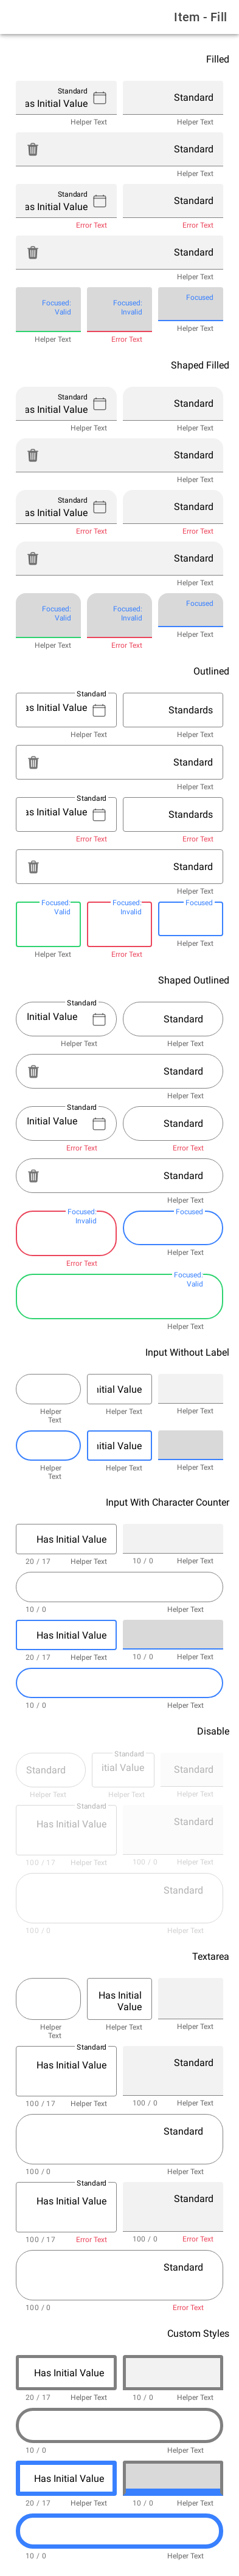 Item - Fill
Filled
Standard
as Initial Value
Standard
Helper Text
Helper Text
Standard
Helper Text
Standard
as Initial Value
Standard
Error Text
Error Text
Standard
Helper Text
Focused:
Valid
Focused:
Invalid
Focused
Helper Text
Error Text
Helper Text
Shaped Filled
Standard
as Initial Value
Standard
Helper Text
Helper Text
Standard
Helper Text
Standard
as Initial Value
Standard
Error Text
Error Text
Standard
Helper Text
Focused:
Valid
Focused:
Invalid
Focused
Helper Text
Error Text
Helper Text
Outlined
Standard
as Initial Value
Standards
Helper Text
Helper Text
Standard
Helper Text
Standard
as Initial Value
Standards
Error Text
Error Text
Standard
Helper Text
Focused:
Valid
Focused:
Invalid
Focused
Helper Text
Error Text
Helper Text
Shaped Outlined
Standard
Initial Value
Standard
Helper Text
Helper Text
Standard
Helper Text
Standard
Initial Value
Standard
Error Text
Error Text
Standard
Helper Text
Focused:
Invalid
Focused
Error Text
Helper Text
Focused:
Valid
Helper Text
Input Without Label
nitial Value
Helper
Text
Helper Text
Helper Text
nitial Value
Helper
Text
Helper Text
Helper Text
Input With Character Counter
Has Initial Value
20 / 17
Helper Text
10 / 0
Helper Text
10 / 0
Helper Text
Has Initial Value
20 / 17
Helper Text
10 / 0
Helper Text
10 / 0
Helper Text
Disable
Standard
Standard
itial Value
Standard
Helper Text
Helper Text
Helper Text
Standard
Has Initial Value
Standard
100 / 17
Helper Text
100 / 0
Helper Text
Standard
100 / 0
Helper Text
Textarea
Has Initial
Value
Helper
Text
Helper Text
Helper Text
Standard
Has Initial Value
Standard
100 / 17
Helper Text
100 / 0
Helper Text
Standard
100 / 0
Helper Text
Standard
Has Initial Value
Standard
100 / 17
Error Text
100 / 0
Error Text
Standard
100 / 0
Error Text
Custom Styles
Has Initial Value
20 / 17
Helper Text
10 / 0
Helper Text
10 / 0
Helper Text
Has Initial Value
20 / 17
Helper Text
10 / 0
Helper Text
10 / 0
Helper Text